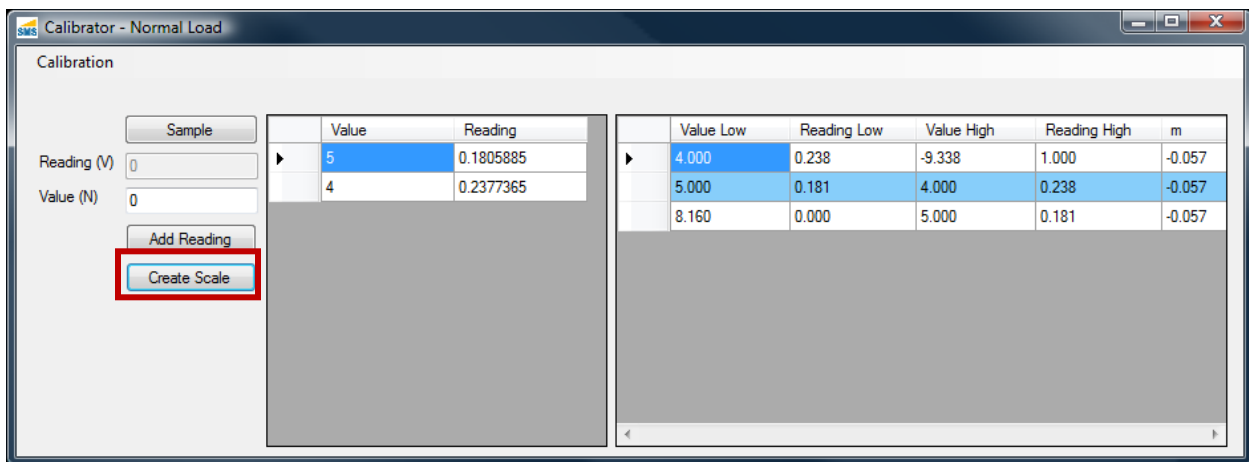 SMS Calibrator - Normal Load
Calibration
Sample
Reading (V) 0
Value (N) 0
Add Reading
Create Scale
Value Reading
5 0.1805885
4 0.2377365
Value Low Reading Low Value High Reading High m
4.000 0.238 -9.338 1.000 -0.057
5.000 0.181 4.000 0.238 -0.057
8.160 0.000 5.000 0.181 -0.057